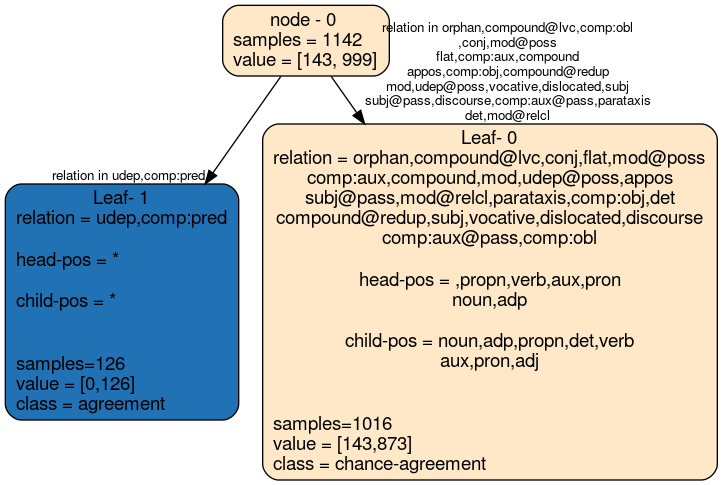 node - 0
samples = 1142
value = [143, 999]
relation in orphan,compound@lvc,comp:obl
,conj,mod@poss
flat,comp:aux,compound
appos,comp:obj,compound@redup
mod,udep@poss,vocative,dislocated,subj
subj@pass,discourse,comp:aux@pass,parataxis
det,mod@relcl
relation in udep,comp:pred
Leaf- 1
relation = udep,comp:pred
head-pos = *
child-pos = *
samples=126
value = [0,126]
class = agreement
Leaf- 0
relation = orphan,compound@lvc,conj,flat,mod@poss
comp:aux,compound,mod,udep@poss,appos
subj@pass,mod@relcl,parataxis,comp:obj,det
compound@redup,subj,vocative,dislocated,discourse
comp:aux@pass,comp:obl
head-pos = ,propn,verb,aux,pron
noun,adp
child-pos = noun,adp,propn,det,verb
aux,pron,adj
samples=1016
value = [143,873]
class = chance-agreement